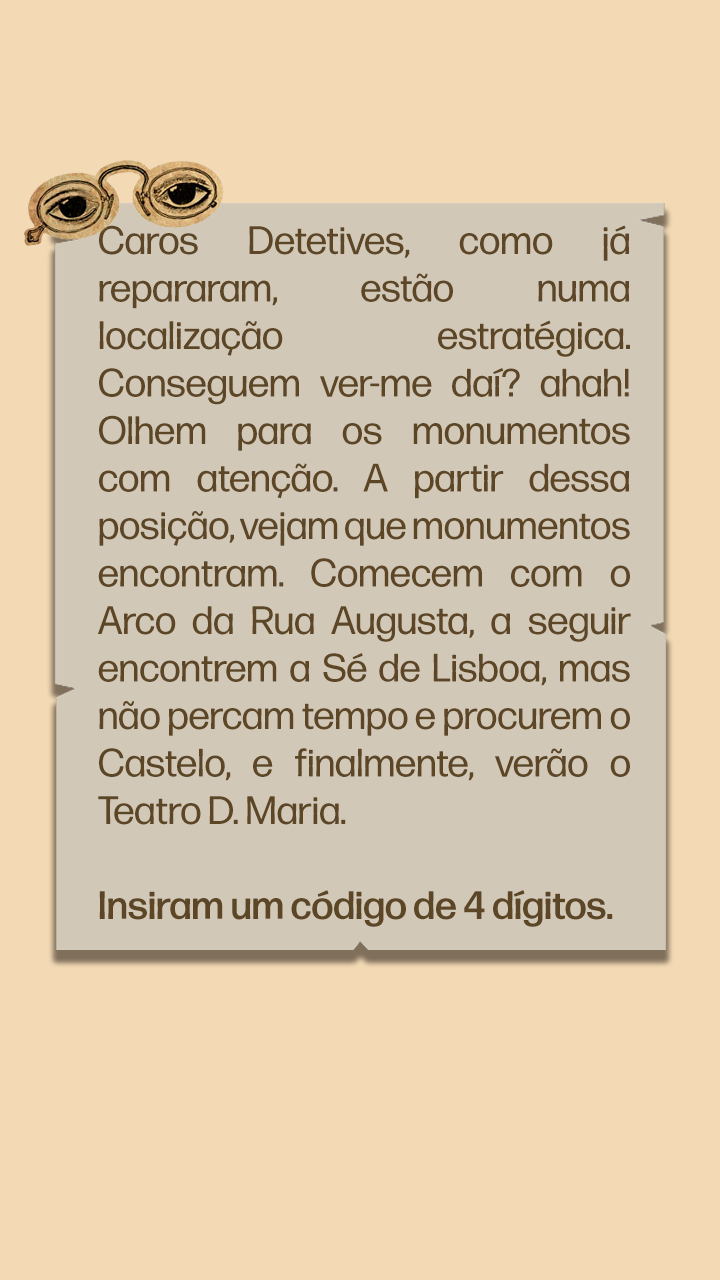 Caros Detetives, como já
repararam, estão numa
localização estratégica.
Conseguem ver-me daí? ahah!
Olhem para os monumentos
com atenção. A partir dessa
posição, vejam que monumentos
encontram. Comecem com o
Arco da Rua Augusta, a seguir
encontrem a Sé de Lisboa, mas
não percam tempo e procurem o
Castelo, e finalmente, verão o
Teatro D. Maria.
Insiram um código de 4 dígitos.